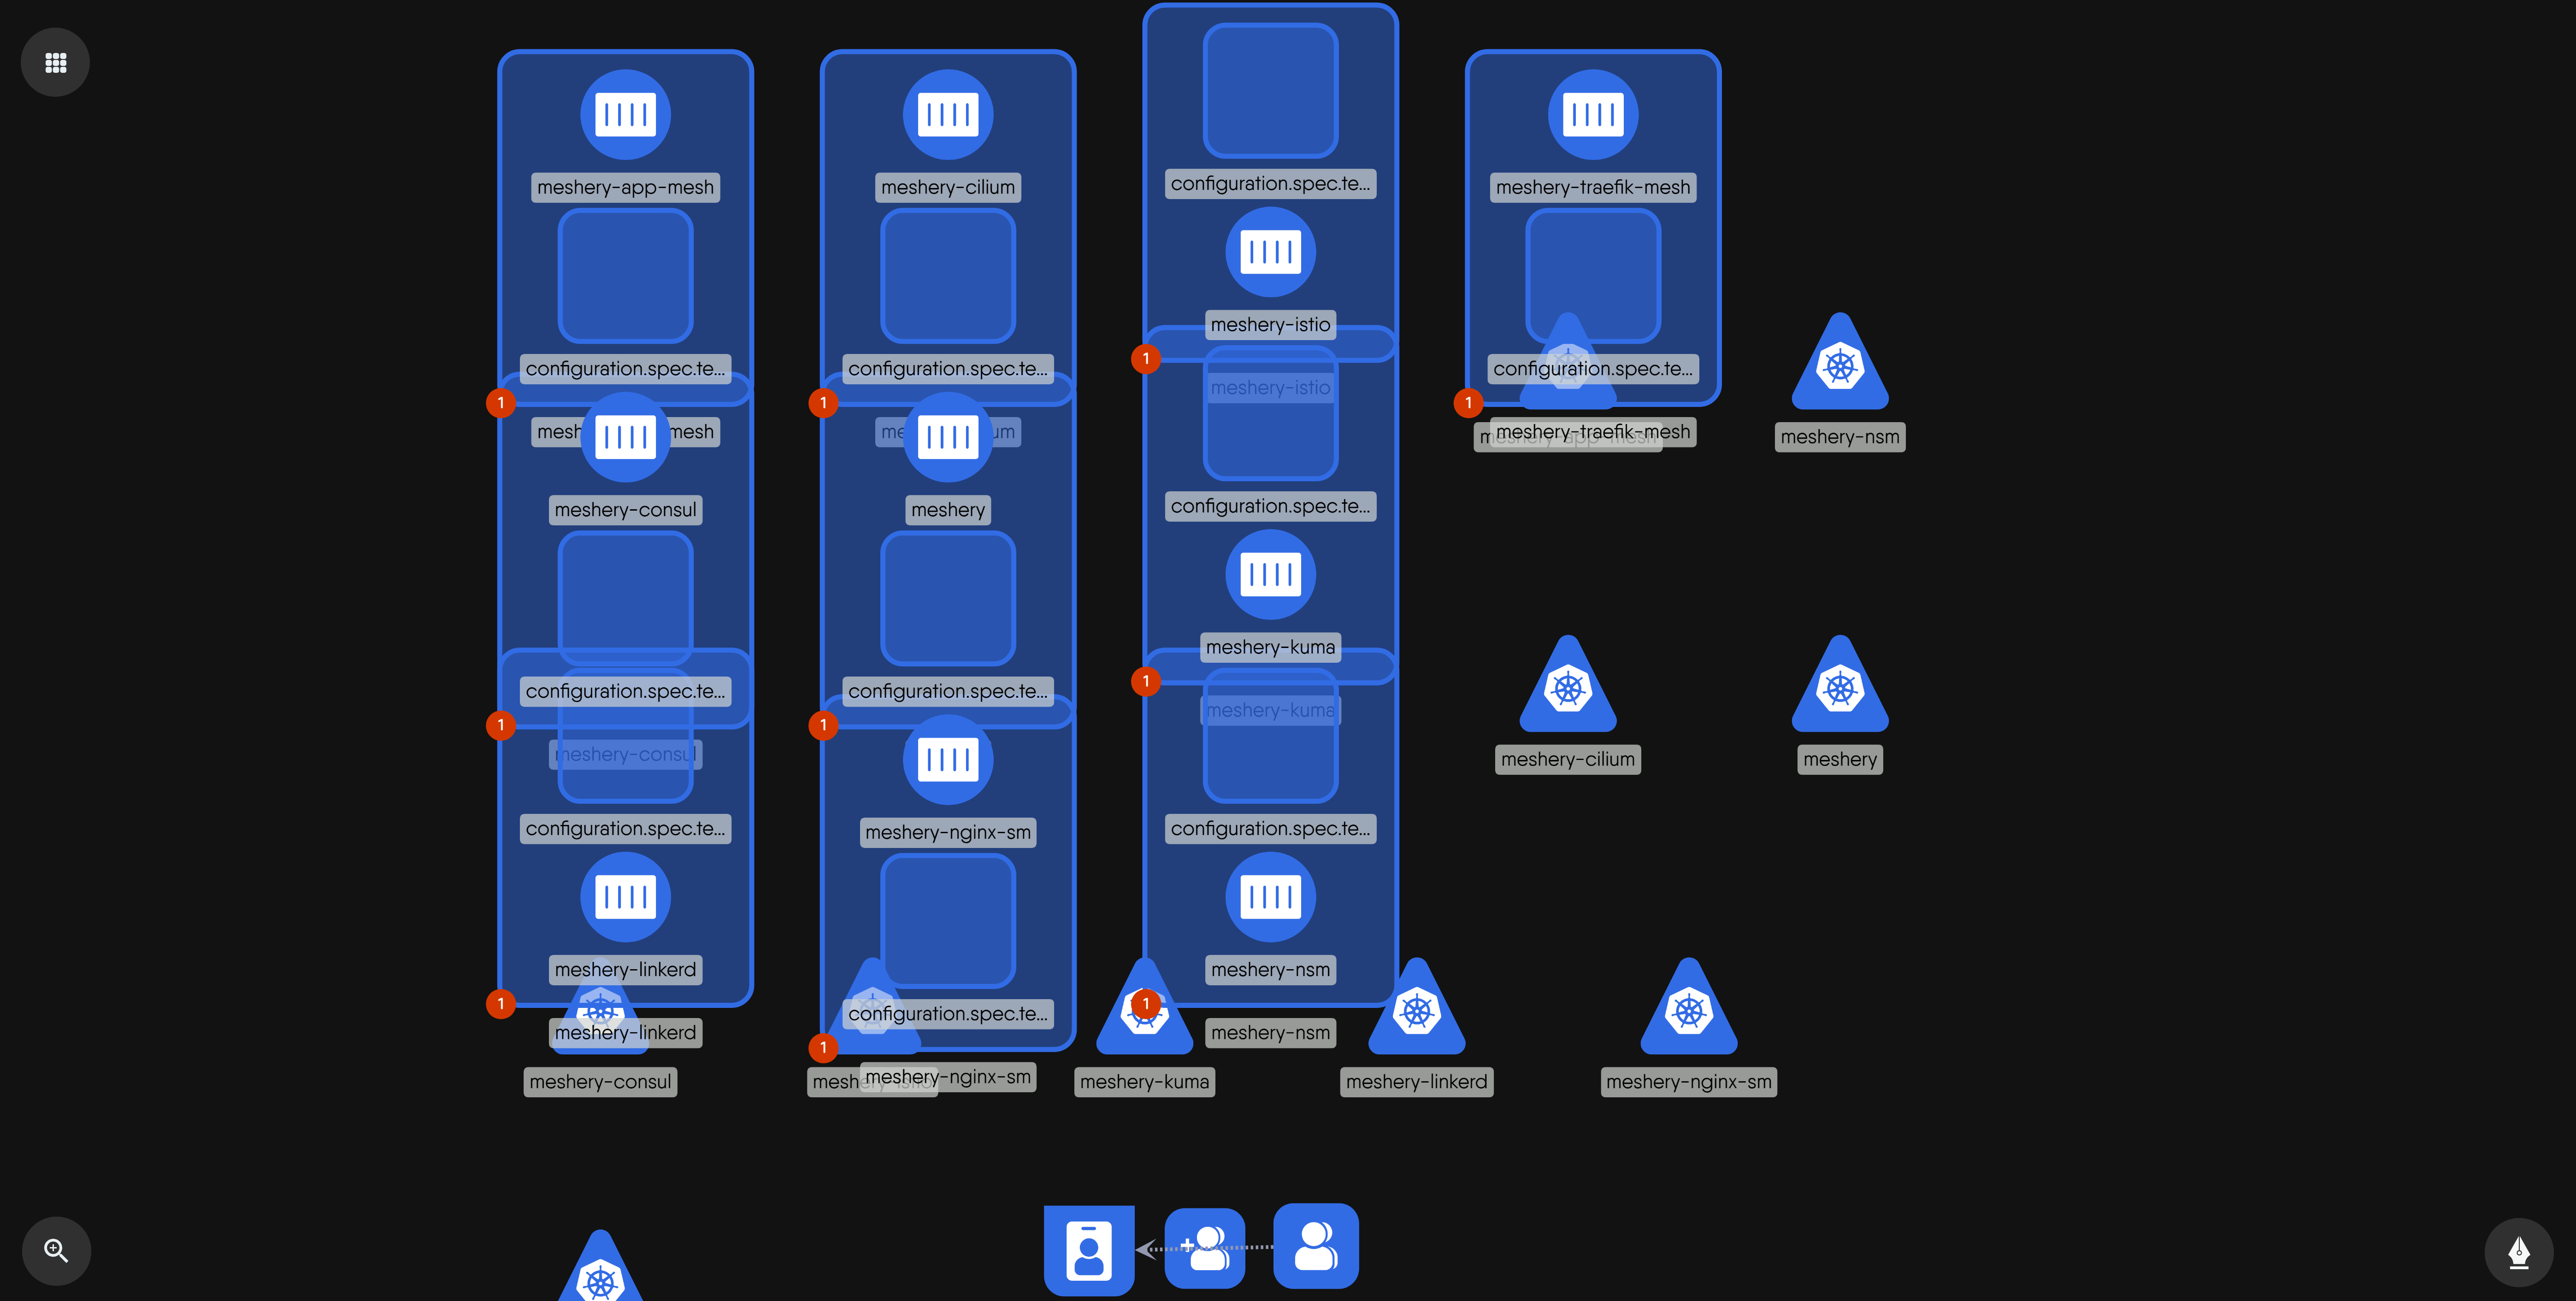 meshery-app-mesh
configuration.spec.te...
1
mesh
mesh
meshery-consul
configuration.spec.te...
1
meshery-consul
configuration.spec.te...
meshery-linkerd
1
meshery-linkerd
meshery-consul
meshery-cilium
configuration.spec.te...
1
me
um
meshery
configuration.spec.te...
1
meshery-nginx-sm
configuration.spec.te...
1
meshery-istio
meshery-nginx-sm
configuration.spec.te...
meshery-istio
1
meshery-istio
configuration.spec.te...
meshery-kuma
1
meshery-kuma
configuration.spec.te...
meshery-nsm
1
meshery-nsm
meshery-kuma
meshery-linkerd
meshery-nginx-sm
meshery-traefik-mesh
configuration.spec.te...
1
meshery-app-mesh
meshery-traefik-mesh
meshery-nsm
meshery-cilium
meshery